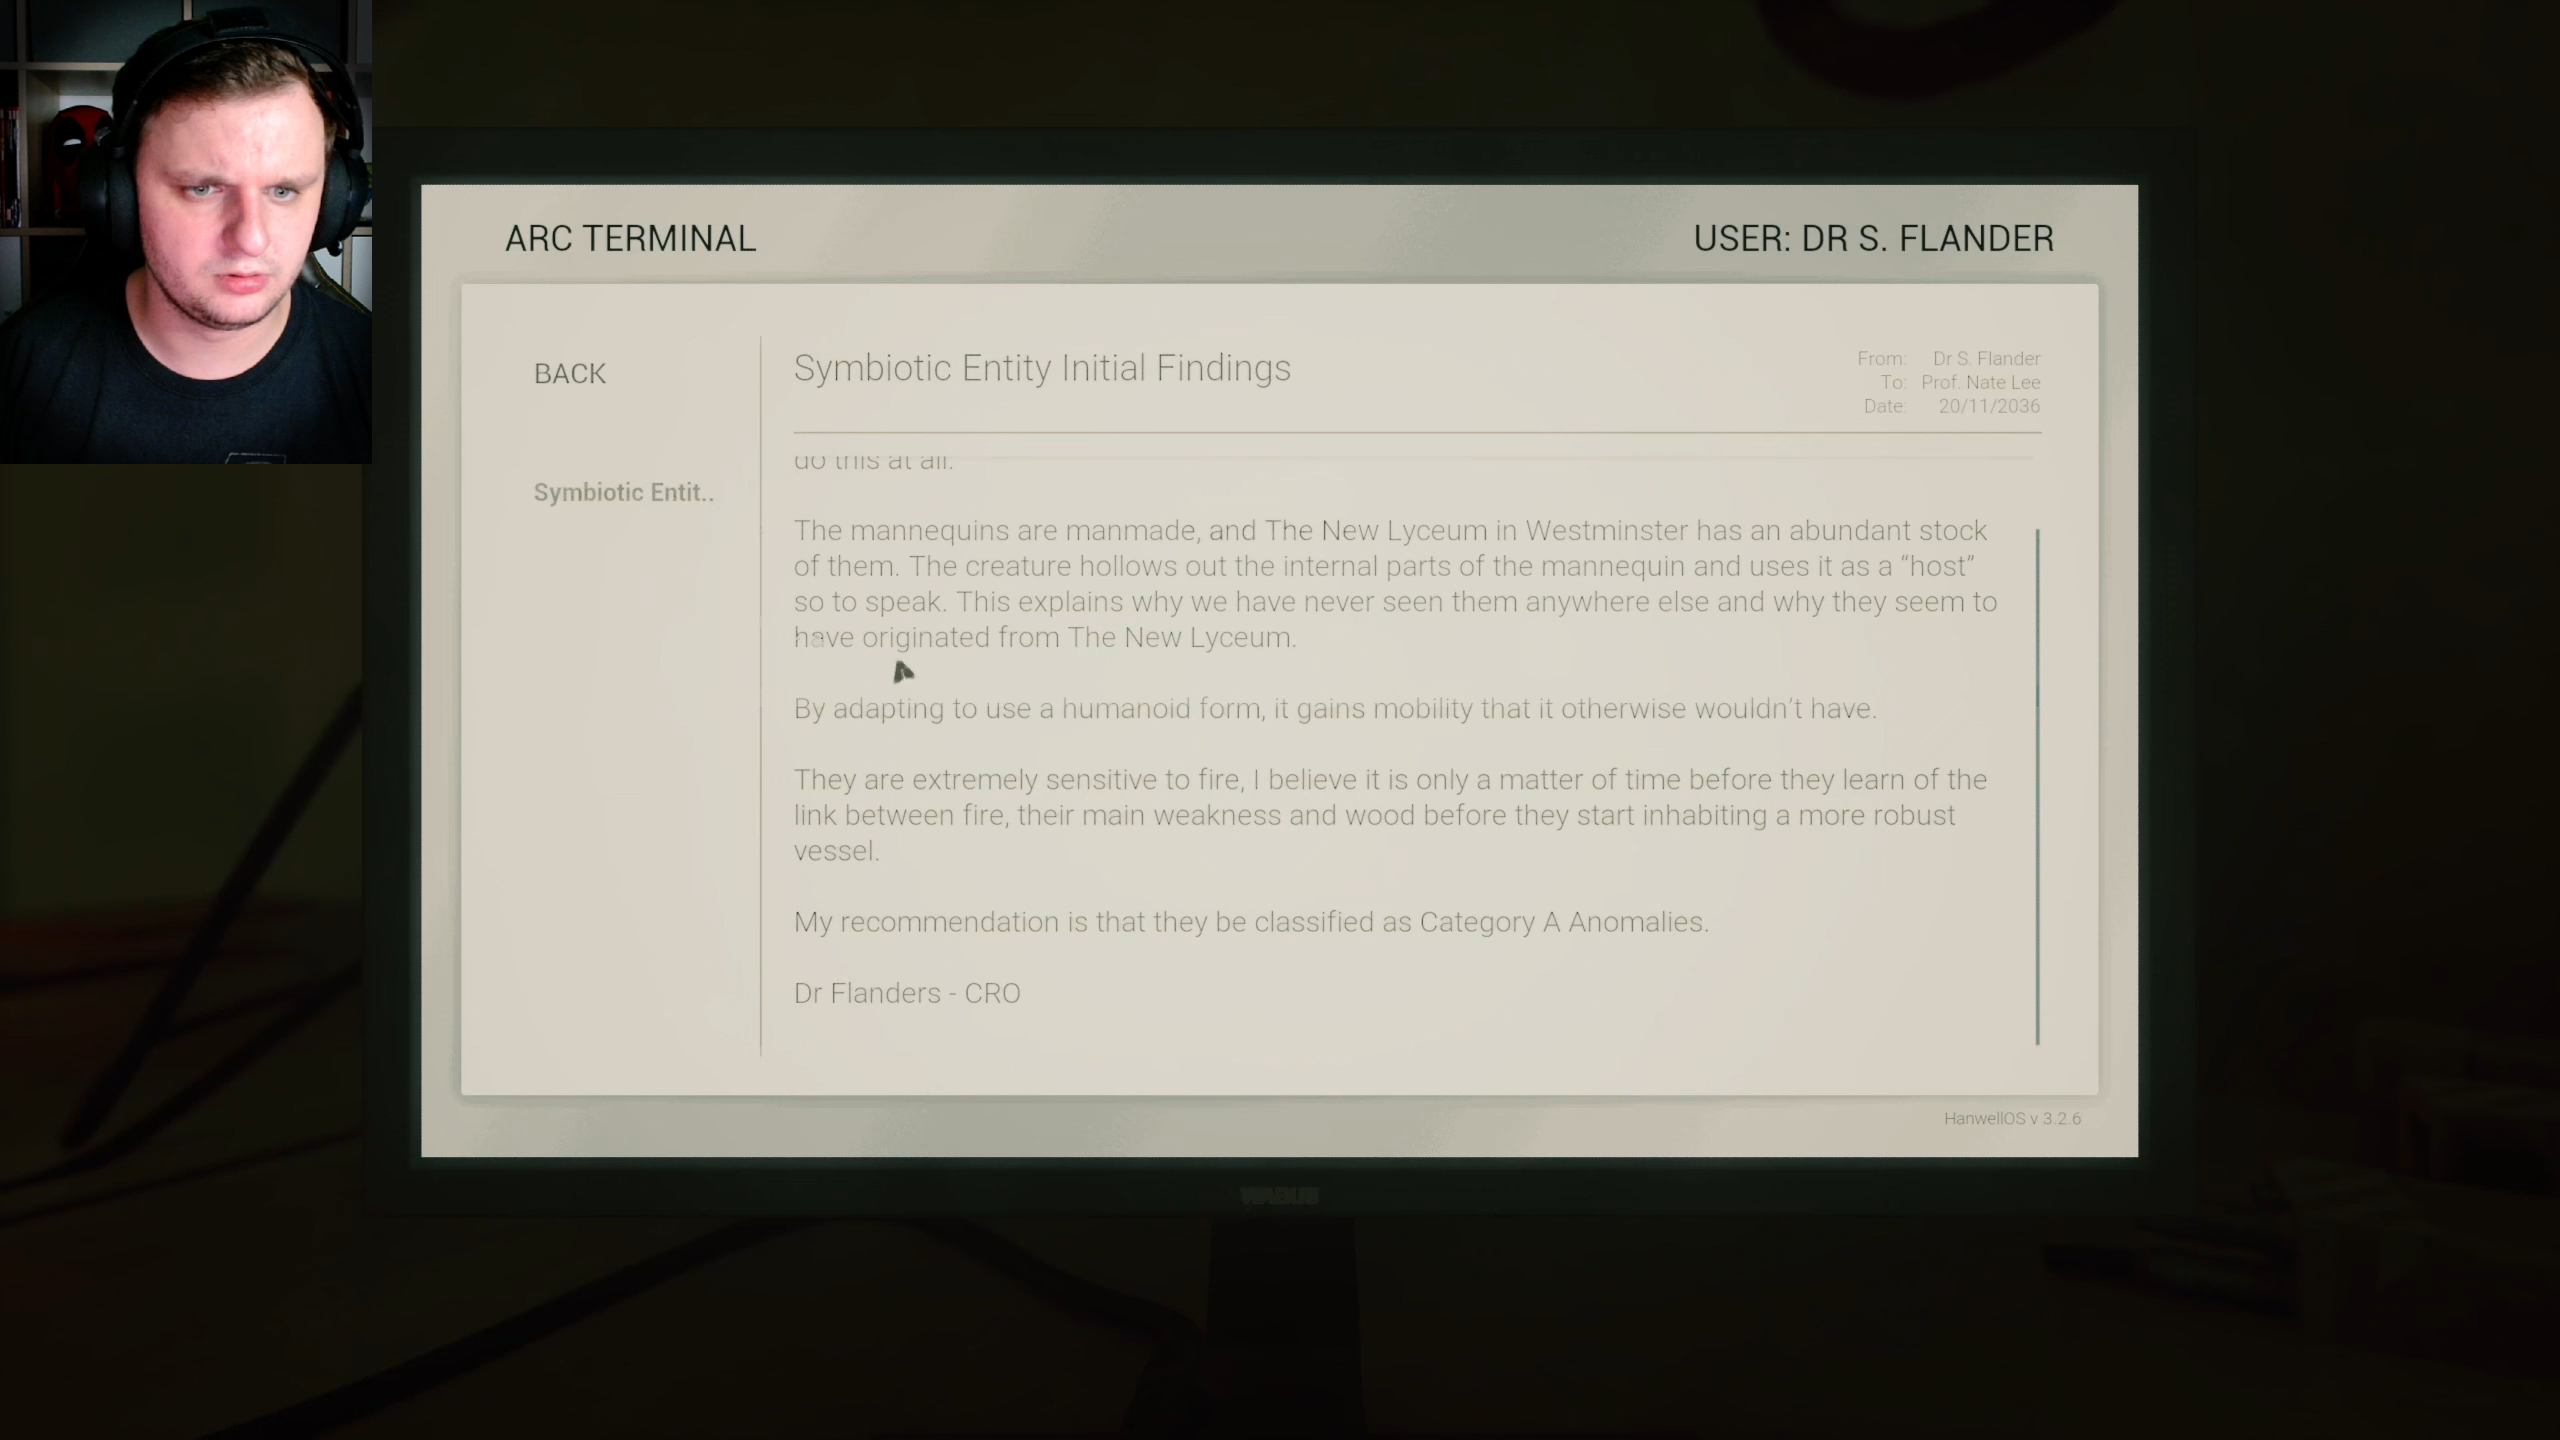 ARC TERMINAL
USER: DR S. FLANDER
BACK
Symbiotic Entit..
Symbiotic Entity Initial Findings
From: Dr S. Flander
To: Prof. Nate Lee
Date: 20/11/2036
do this at all.
The mannequins are manmade, and The New Lyceum in Westminster has an abundant stock
of them. The creature hollows out the internal parts of the mannequin and uses it as a “host”
so to speak. This explains why we have never seen them anywhere else and why they seem to
have originated from The New Lyceum.
By adapting to use a humanoid form, it gains mobility that it otherwise wouldn’t have.
They are extremely sensitive to fire, I believe it is only a matter of time before they learn of the
link between fire, their main weakness and wood before they start inhabiting a more robust
vessel.
My recommendation is that they be classified as Category A Anomalies.
Dr Flanders - CRO
HanwellOS v 3.2.6